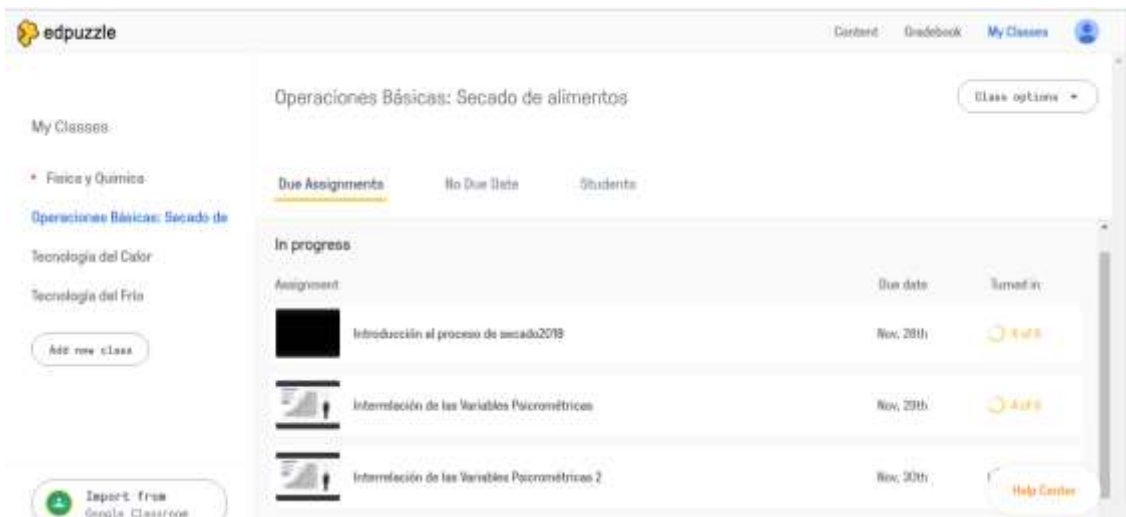 edpuzzle
Content Gradebook My Classes
Operaciones Básicas: Secado de alimentos
Class options
My Classes
Física y Química
Operaciones Básicas: Secado de
Tecnología del Calor
Tecnología del Frío
Add new class
Import from
Google Classroom
Due Assignments No Due Date Students
In progress
Assignment Due date Turned in
Introducción al proceso de secado2018 Nov, 28th
Interrelación de las Variables Psicrométricas Nov, 29th 4 of
Interrelación de las Variables Psicrométricas 2 Nov, 30th
Help Center